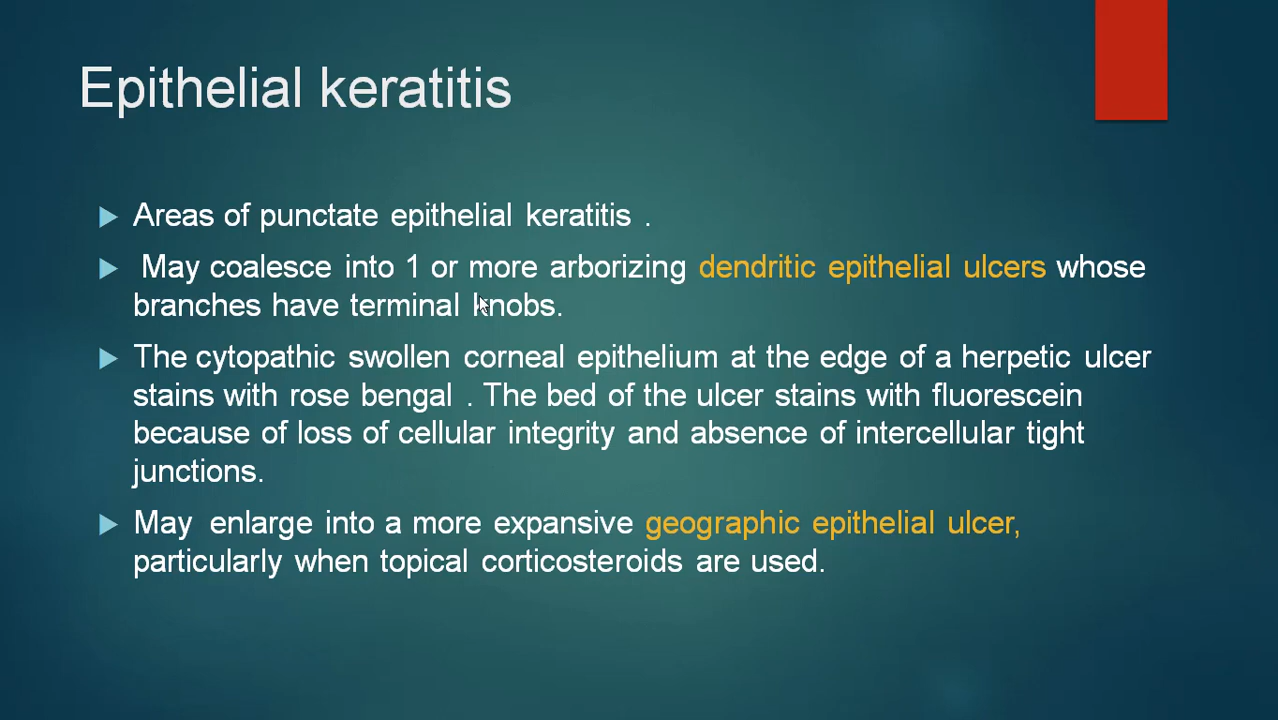 Epithelial keratitis
Areas of punctate epithelial keratitis .
May coalesce into 1 or more arborizing dendritic epithelial ulcers whose
branches have terminal knobs.
The cytopathic swollen corneal epithelium at the edge of a herpetic ulcer
stains with rose bengal . The bed of the ulcer stains with fluorescein
because of loss of cellular integrity and absence of intercellular tight
junctions.
May enlarge into a more expansive geographic epithelial ulcer,
particularly when topical corticosteroids are used.